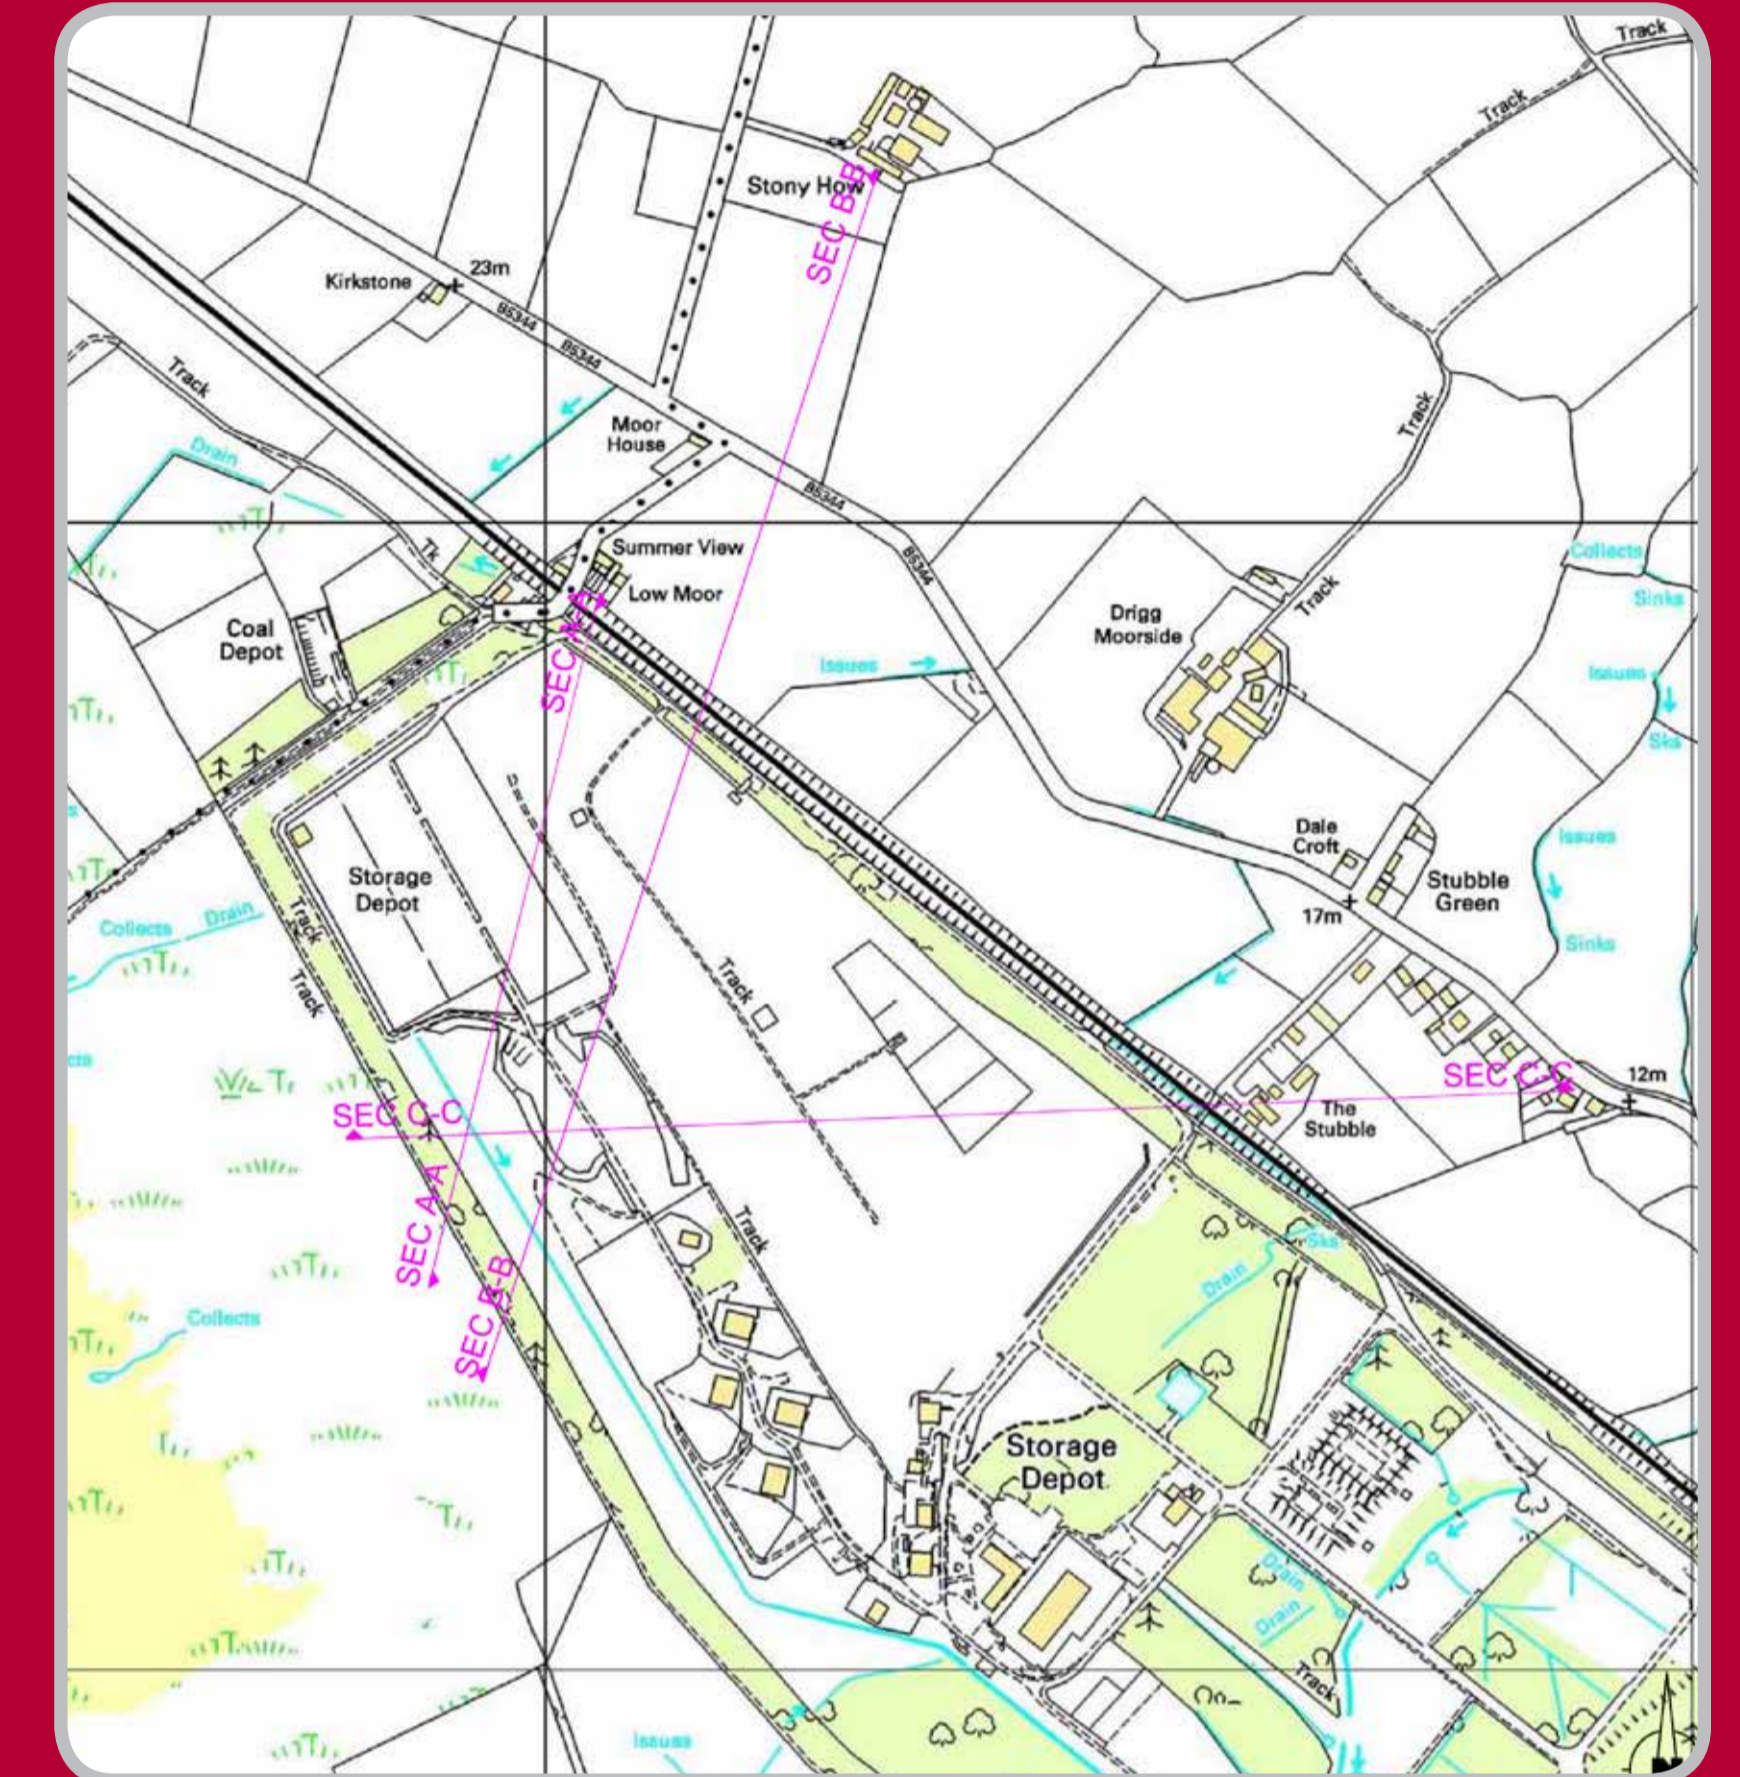 Track
Track
Stony How
SEC B-B
Kirkstone
23m
B5344
B5344
Track
Moor
House
Track
Drain
B5344
Tk
Summer View
B5344
Collects
Low Moor
Sinks
Coal
Depot
SEC A-A
Drigg
Moorside
Track
Issues
Issues
Sks
Dale
Croft
Issues
Storage
Depot
Stubble
Green
17m
Collects
Drain
Track
Sinks
Track
Track
SEC C-C
12m
SEC C-C
The
Stubble
SEC A-A
Track
Sks
Drain
SEC B-B
Collects
Storage
Depot
Drain
Drain
Track
Issues
N